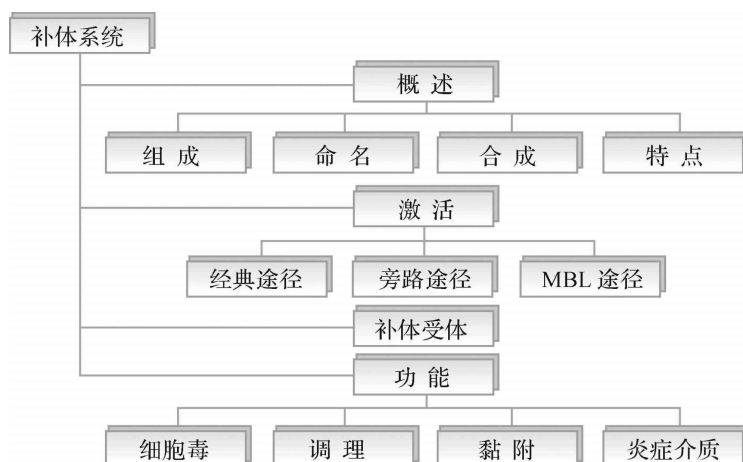 补体系统
概述
组成 命名 合成 特点
激活
经典途径 旁路途径 MBL 途径
补体受体
功能
细胞毒 调理 黏附 炎症介质